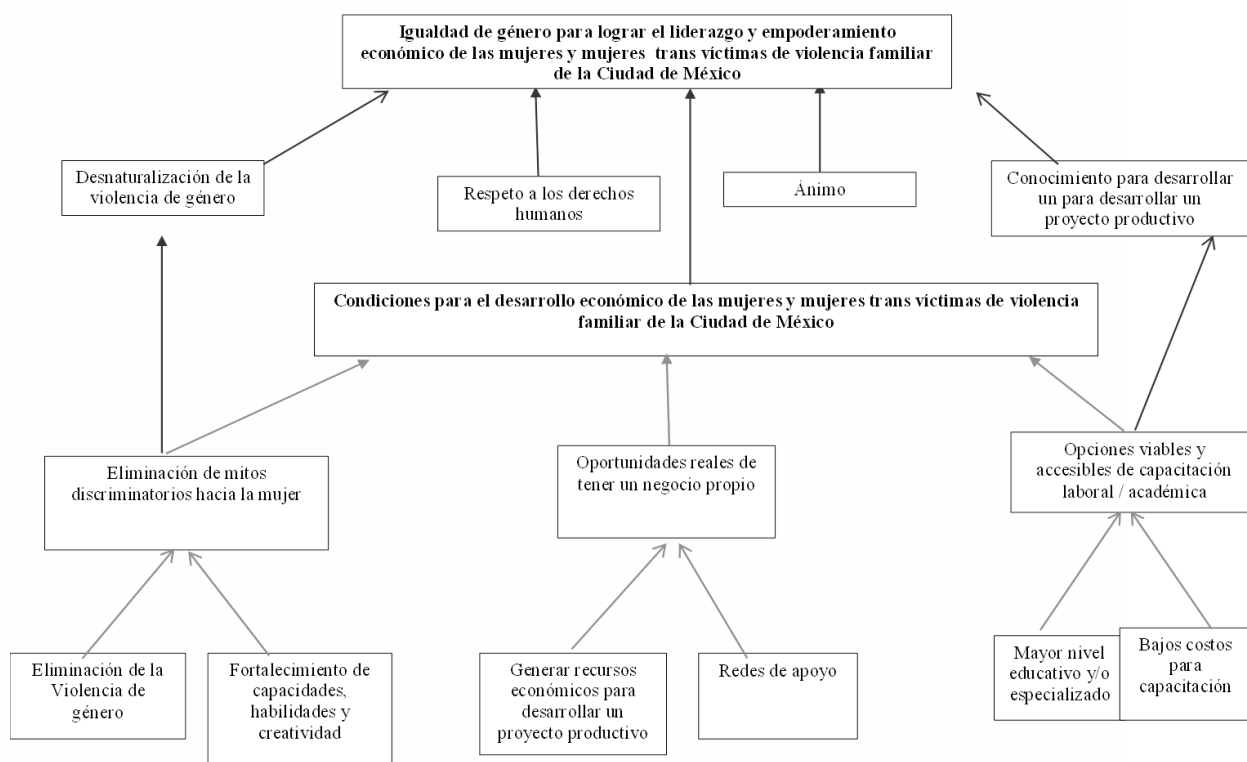 Igualdad de género para lograr el liderazgo y empoderamiento
económico de las mujeres y mujeres trans víctimas de violencia familiar
de la Ciudad de México
Desnaturalización de la
violencia de género
Respeto a los derechos
humanos
Ánimo
Conocimiento para desarrollar
un para desarrollar un
proyecto productivo
Condiciones para el desarrollo económico de las mujeres y mujeres trans víctimas de violencia
familiar de la Ciudad de México
Eliminación de mitos
discriminatorios hacia la mujer
Oportunidades reales de
tener un negocio propio
Opciones viables y
accesibles de capacitación
laboral / académica
Eliminación de la
Violencia de
género
Fortalecimiento de
capacidades,
habilidades y
creatividad
Generar recursos
económicos para
desarrollar un
proyecto productivo
Redes de apoyo
Mayor nivel
educativo y/o
especializado
Bajos costos
para
capacitación